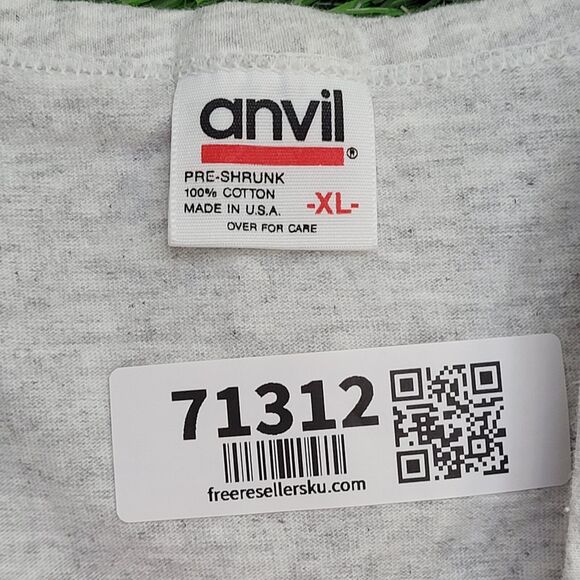 anvil
®
PRE-SHRUNK
100% COTTON
MADE IN U.S.A.
-XL-
OVER FOR CARE
71312
freeresellersku.com